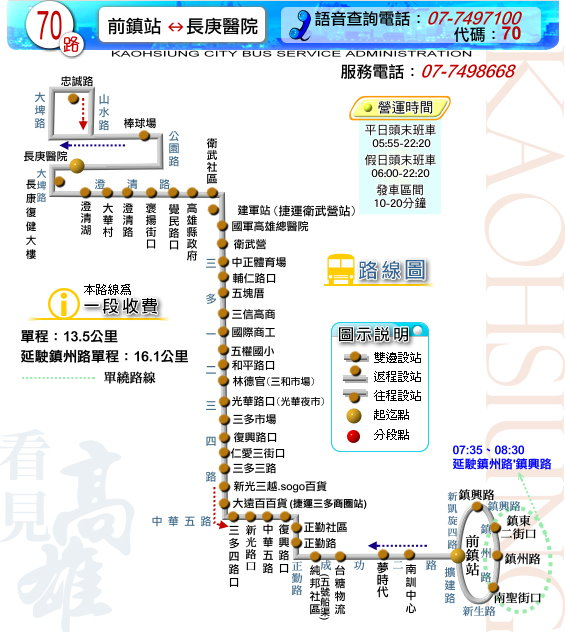 70路
前鎮站 ↔ 長庚醫院
語音查詢電話：07-7497100
代碼：70
KAOHSIUNG CITY BUS SERVICE ADMINISTRATION
服務電話：07-7498668
營運時間
平日頭末班車
05:55-22:20
假日頭末班車
06:00-22:20
發車區間
10-20分鐘
忠誠路
大埤路
山水路
棒球場
公園路
長庚醫院
大埤路
長康復健大樓
澄清路
澄清湖
大華村
澄清路
褒揚街口
覺民路口
高雄縣政府
衛武社區
建軍站(捷運衛武營站)
國軍高雄總醫院
衛武營
中正體育場
輔仁路口
五塊厝
三信高商
國際商工
五權國小
和平路口
林德官(三和市場)
光華路口(光華夜市)
三多市場
復興路口
仁愛三街口
三多三路
新光三越.sogo百貨
大遠百百貨(捷運三多商圈站)
三多一二三四路
路線圖
本路線為
一段收費
單程：13.5公里
延駛鎮州路單程：16.1公里
單繞路線
圖示說明
雙邊設站
返程設站
往程設站
起迄點
分段點
中華五路
三多四路口
新光路口
中華五路
復興路口
正勤社區
正勤路
正勤路
成功二路
純邦社區(五號船渠)
台糖物流
夢時代
南訓中心
07:35、08:30
延駛鎮州路'鎮興路
新凱旋四路
擴建路
前鎮站
鎮興路
鎮興路
鎮東二街口
鎮州路
鎮州路
南聖街口
新生路
看見
高雄
KAOHSIUNG